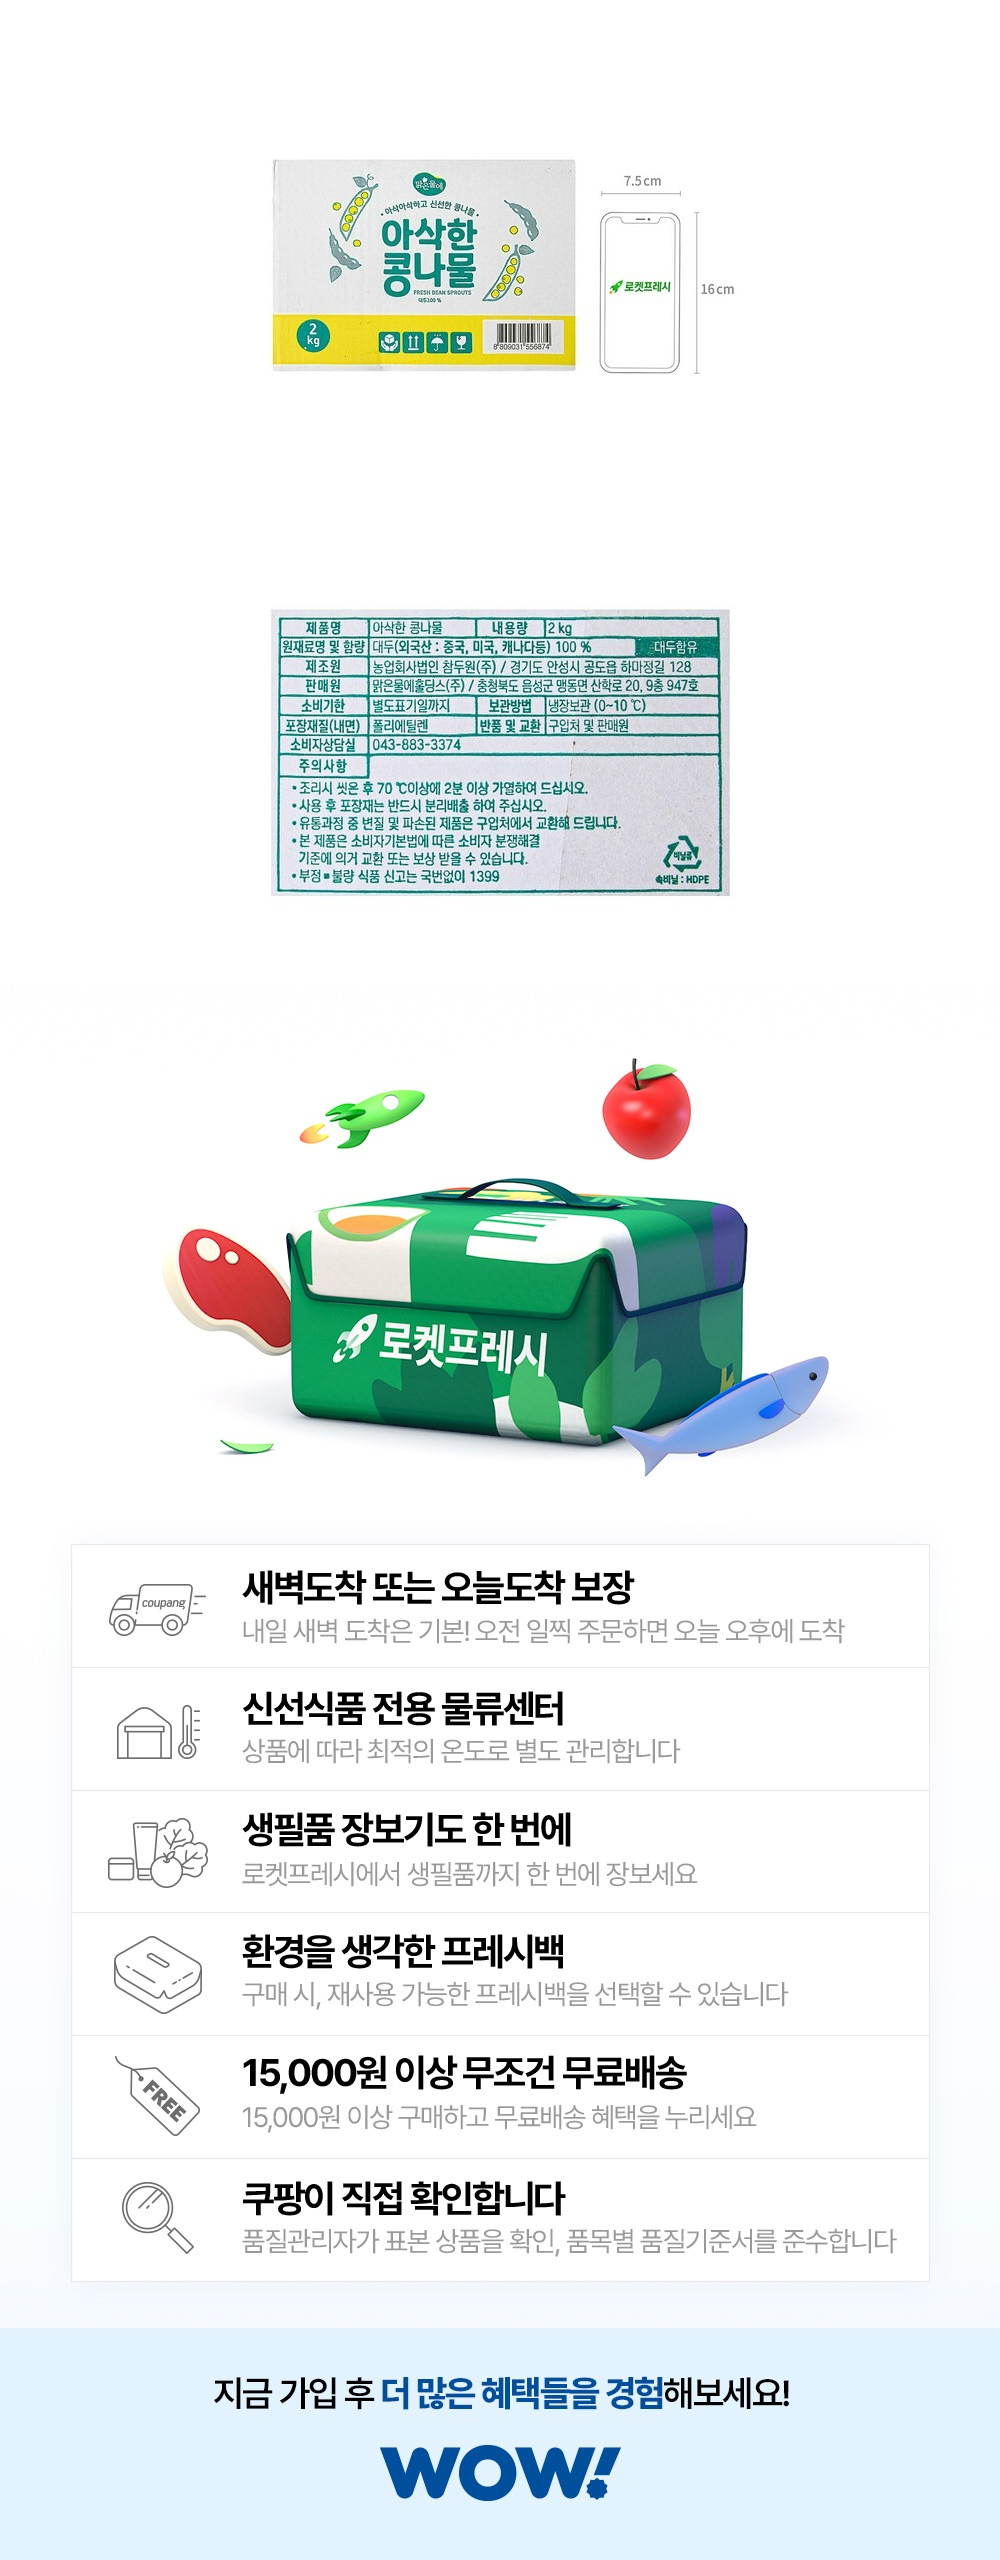 맑은물에
• 아삭아삭하고 신선한 콩나물 •
아삭한
콩나물
FRESH BEAN SPROUTS
대두100 %
2
kg
8 809031 556874
7.5cm
로켓프레시
16cm
제품명 아삭한 콩나물 내용량 2 kg
원재료명 및 함량 대두(외국산 : 중국, 미국, 캐나다등) 100 % 대두함유
제조원 농업회사법인 참두원(주) / 경기도 안성시 공도읍 하마정길 128
판매원 맑은물에홀딩스(주) / 충청북도 음성군 맹동면 산학로 20, 9층 947호
소비기한 별도표기일까지 보관방법 냉장보관 (0~10 ℃)
포장재질(내면) 폴리에틸렌 반품 및 교환 구입처 및 판매원
소비자상담실 043-883-3374
주의사항
• 조리시 씻은 후 70 ℃이상에 2분 이상 가열하여 드십시오.
• 사용 후 포장재는 반드시 분리배출 하여 주십시오.
• 유통과정 중 변질 및 파손된 제품은 구입처에서 교환해 드립니다.
• 본 제품은 소비자기본법에 따른 소비자 분쟁해결
기준에 의거 교환 또는 보상 받을 수 있습니다.
• 부정■불량 식품 신고는 국번없이 1399
비닐류
속비닐 : HDPE
로켓프레시
coupang
새벽도착 또는 오늘도착 보장
내일 새벽 도착은 기본! 오전 일찍 주문하면 오늘 오후에 도착
신선식품 전용 물류센터
상품에 따라 최적의 온도로 별도 관리합니다
생필품 장보기도 한 번에
로켓프레시에서 생필품까지 한 번에 장보세요
환경을 생각한 프레시백
구매 시, 재사용 가능한 프레시백을 선택할 수 있습니다
FREE
15,000원 이상 무조건 무료배송
15,000원 이상 구매하고 무료배송 혜택을 누리세요
쿠팡이 직접 확인합니다
품질관리자가 표본 상품을 확인, 품목별 품질기준서를 준수합니다
지금 가입 후 더 많은 혜택들을 경험해보세요!
WOW!